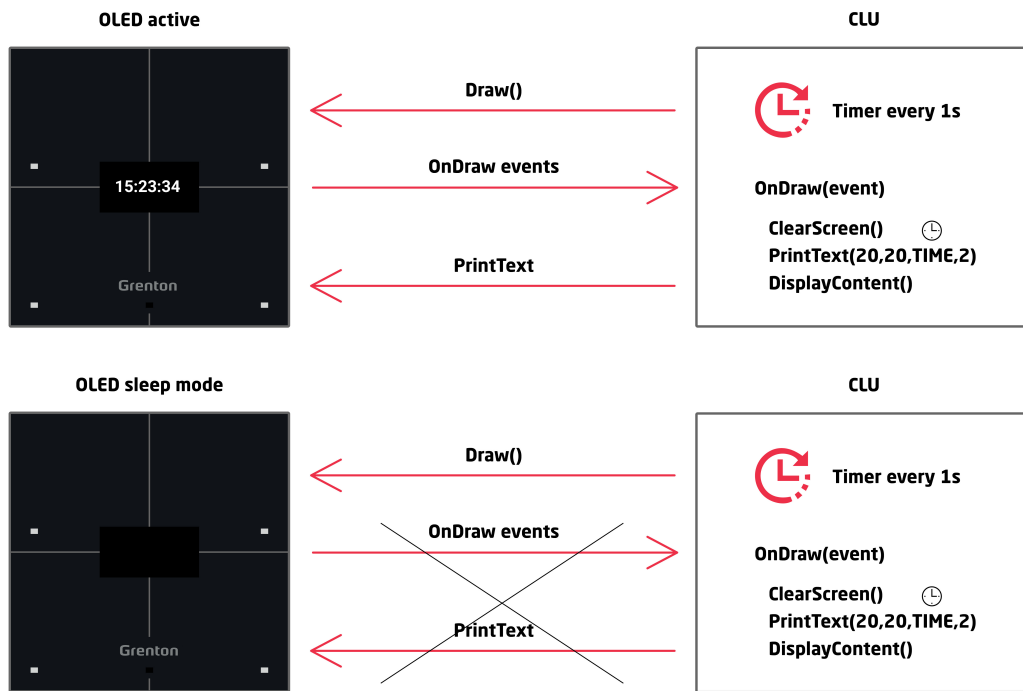 OLED active
CLU
Draw()
Timer every 1s
OnDraw events
15:23:34
OnDraw(event)
ClearScreen()
PrintText(20,20,TIME,2)
PrintText
DisplayContent()
Grenton
OLED sleep mode
CLU
Draw()
Timer every 1s
OnDraw events
OnDraw(event)
ClearScreen()
PrintText(20,20,TIME,2)
PrintText
DisplayContent()
Grenton